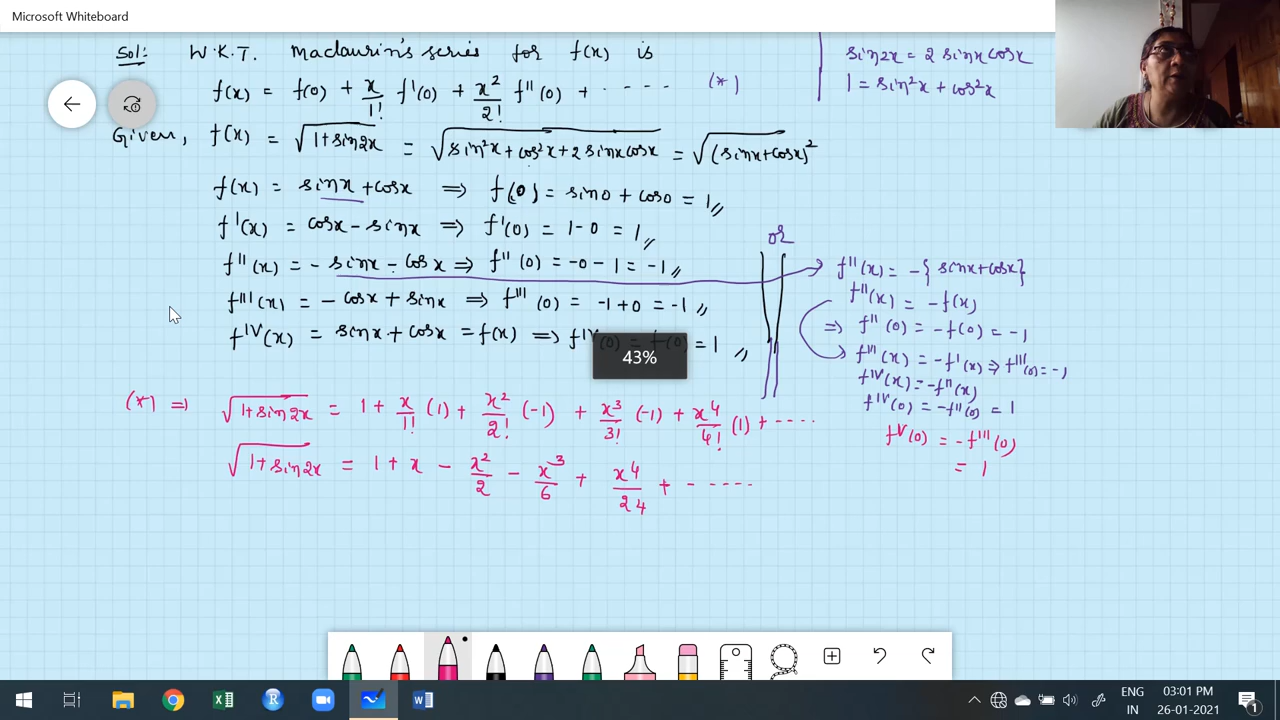 Microsoft Whiteboard
Sol: W.K.T. maclaurin's series for f(x) is
f(x) = f(0) + x/1! f'(0) + x²/2! f''(0) + ------ (*)
sin2x = 2 sinx cosx
1 = sin²x + cos²x
Given, f(x) = √(1+sin2x) = √(sin²x + cos²x + 2 sinx cosx) = √(sinx+cosx)²
f(x) = sinx + cosx ⇒ f(0) = sin0 + cos0 = 1
f'(x) = cosx - sinx ⇒ f'(0) = 1-0 = 1
f''(x) = - sinx - cosx ⇒ f''(0) = -0 - 1 = -1
f'''(x) = - cosx + sinx ⇒ f'''(0) = -1+0 = -1
f^IV(x) = sinx + cosx = f(x) ⇒ f^IV(0) = f(0) = 1
43%
or
f''(x) = -{sinx+cosx}
f''(x) = -f(x)
⇒ f''(0) = -f(0) = -1
f'''(x) = -f'(x) ⇒ f'''(0) = -1
f^IV(x) = -f''(x)
f^IV(0) = -f''(0) = 1
f^V(0) = -f'''(0)
= 1
(*) ⇒ √(1+sin2x) = 1 + x/1! (1) + x²/2! (-1) + x³/3! (-1) + x⁴/4! (1) + ----
√(1+sin2x) = 1 + x - x²/2 - x³/6 + x⁴/24 + ------
ENG
IN
03:01 PM
26-01-2021
1